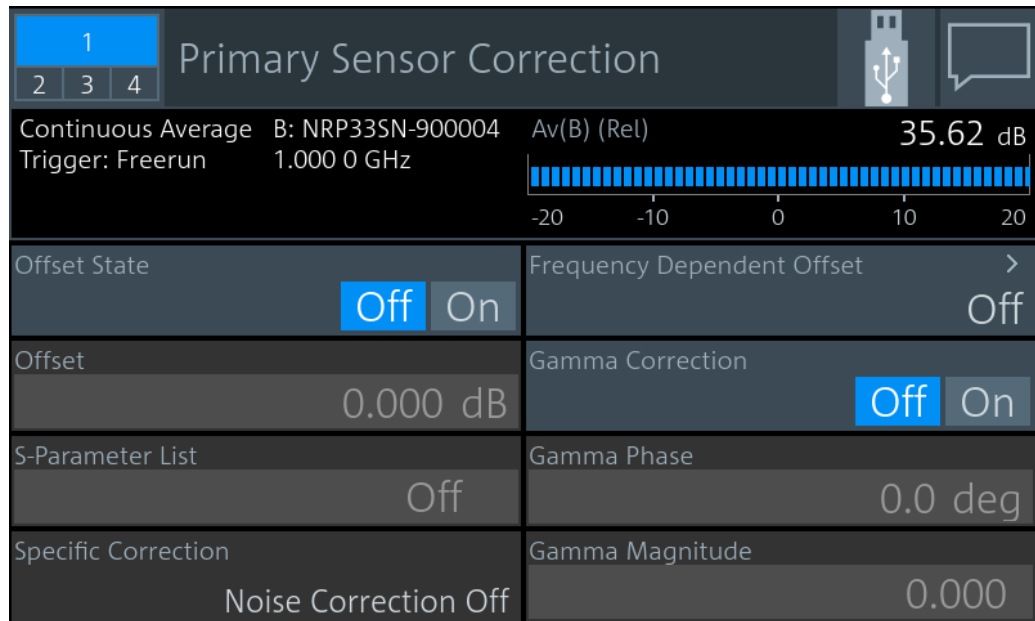 1
2 3 4
Primary Sensor Correction
Continuous Average B: NRP33SN-900004
Trigger: Freerun 1.000 0 GHz
Av(B) (Rel) 35.62 dB
-20 -10 0 10 20
Offset State
Off On
Frequency Dependent Offset >
Off
Offset
0.000 dB
Gamma Correction
Off On
S-Parameter List
Off
Gamma Phase
0.0 deg
Specific Correction
Noise Correction Off
Gamma Magnitude
0.000